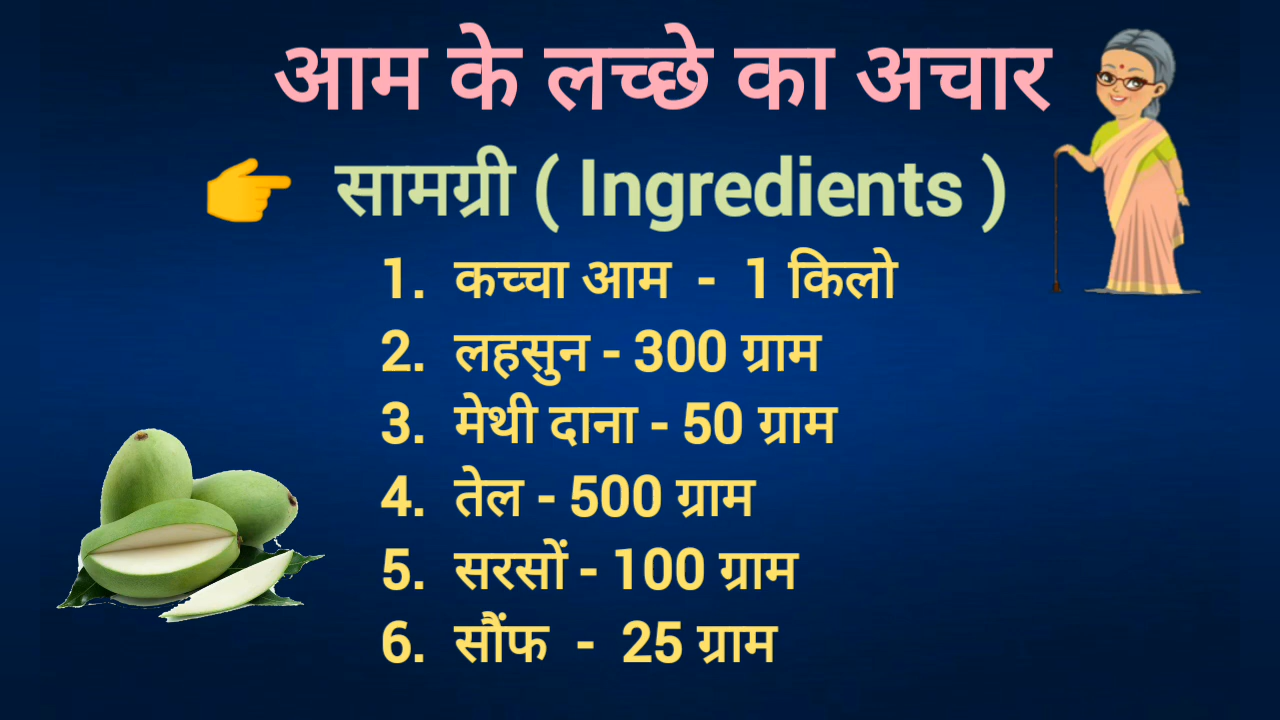 आम के लच्छे का अचार
👉 सामग्री ( Ingredients )
1. कच्चा आम - 1 किलो
2. लहसुन - 300 ग्राम
3. मेथी दाना - 50 ग्राम
4. तेल - 500 ग्राम
5. सरसों - 100 ग्राम
6. सौंफ - 25 ग्राम